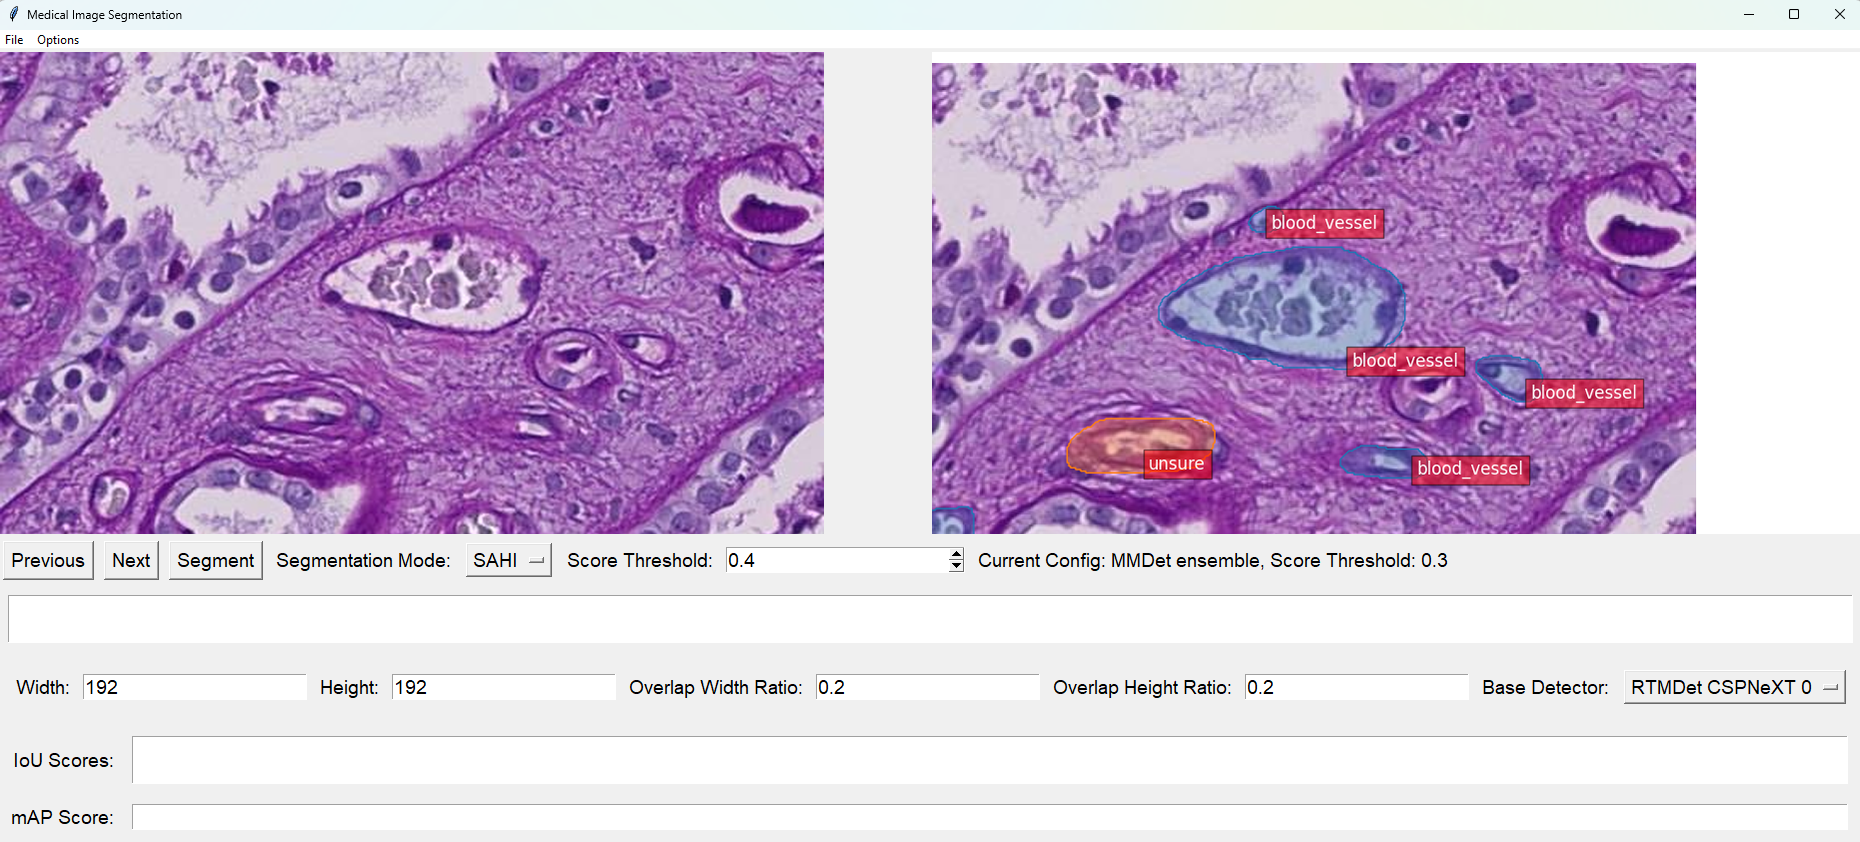 Medical Image Segmentation
File Options
blood_vessel
blood_vessel
blood_vessel
unsure
blood_vessel
Previous Next Segment Segmentation Mode: SAHI Score Threshold: 0.4 Current Config: MMDet ensemble, Score Threshold: 0.3
Width: 192 Height: 192 Overlap Width Ratio: 0.2 Overlap Height Ratio: 0.2 Base Detector: RTMDet CSPNeXT 0
IoU Scores:
mAP Score: